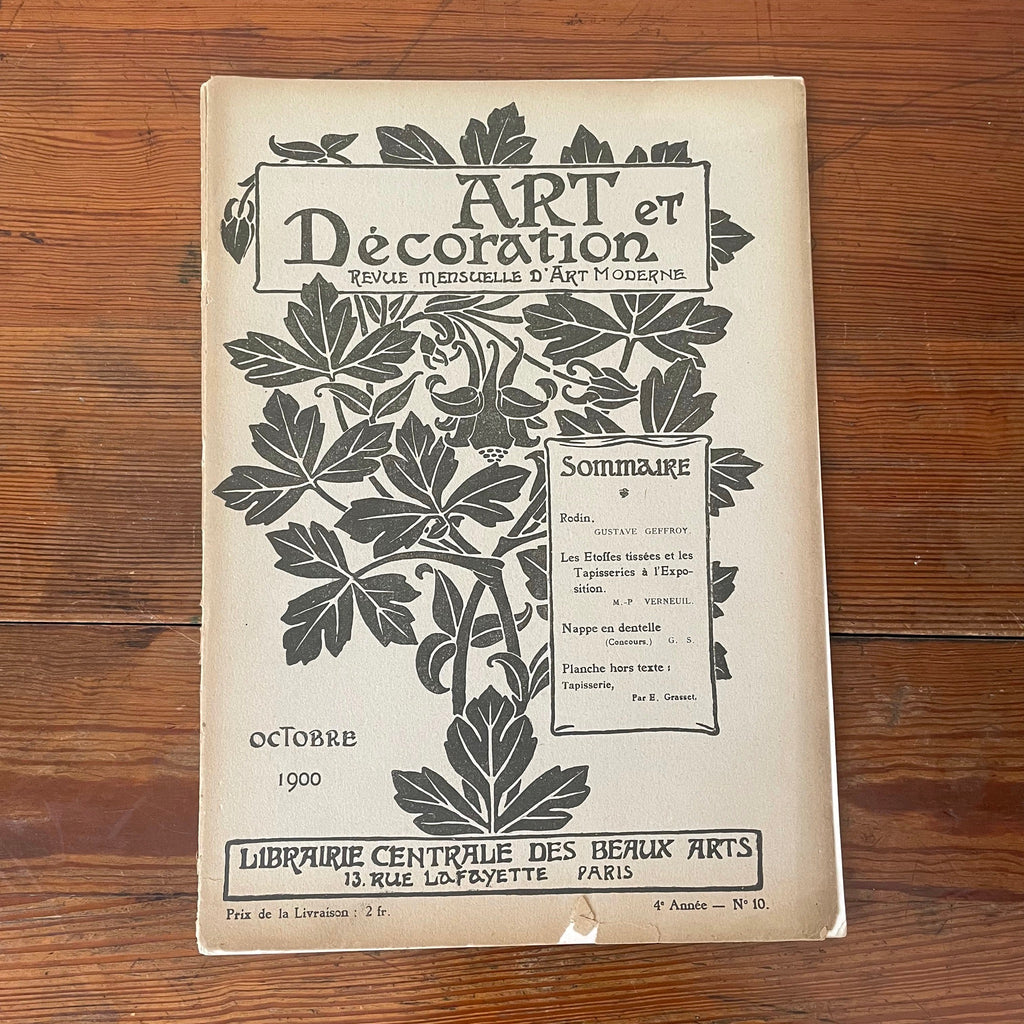 ART et
Décoration
Revue mensuelle d'Art Moderne
Sommaire
Rodin,
GUSTAVE GEFFROY.
Les Etoffes tissées et les
Tapisseries à l'Expo-
sition.
M.-P VERNEUIL.
Nappe en dentelle
(Concours.) G. S.
Planche hors texte :
Tapisserie,
Par E. Grasset.
OCTOBRE
1900
LIBRAIRIE CENTRALE DES BEAUX ARTS
13. RUE LAFAYETTE PARIS
Prix de la Livraison : 2 fr.
4e Année — No 10.